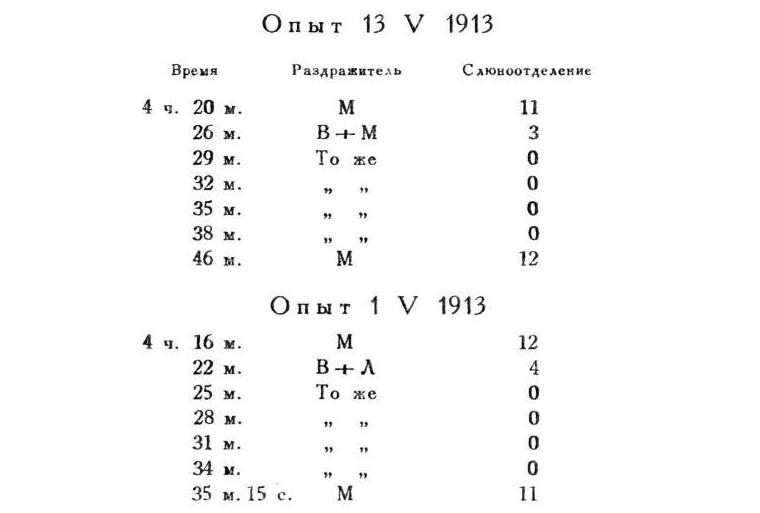 Опыт 13 V 1913
Время Раздражитель Слюноотделение
4 ч. 20 м. М 11
26 м. В + М 3
29 м. То же 0
32 м. „ „ 0
35 м. „ „ 0
38 м. „ „ 0
46 м. М 12
Опыт 1 V 1913
4 ч. 16 м. М 12
22 м. В + Л 4
25 м. То же 0
28 м. „ „ 0
31 м. „ „ 0
34 м. „ „ 0
35 м. 15 с. М 11